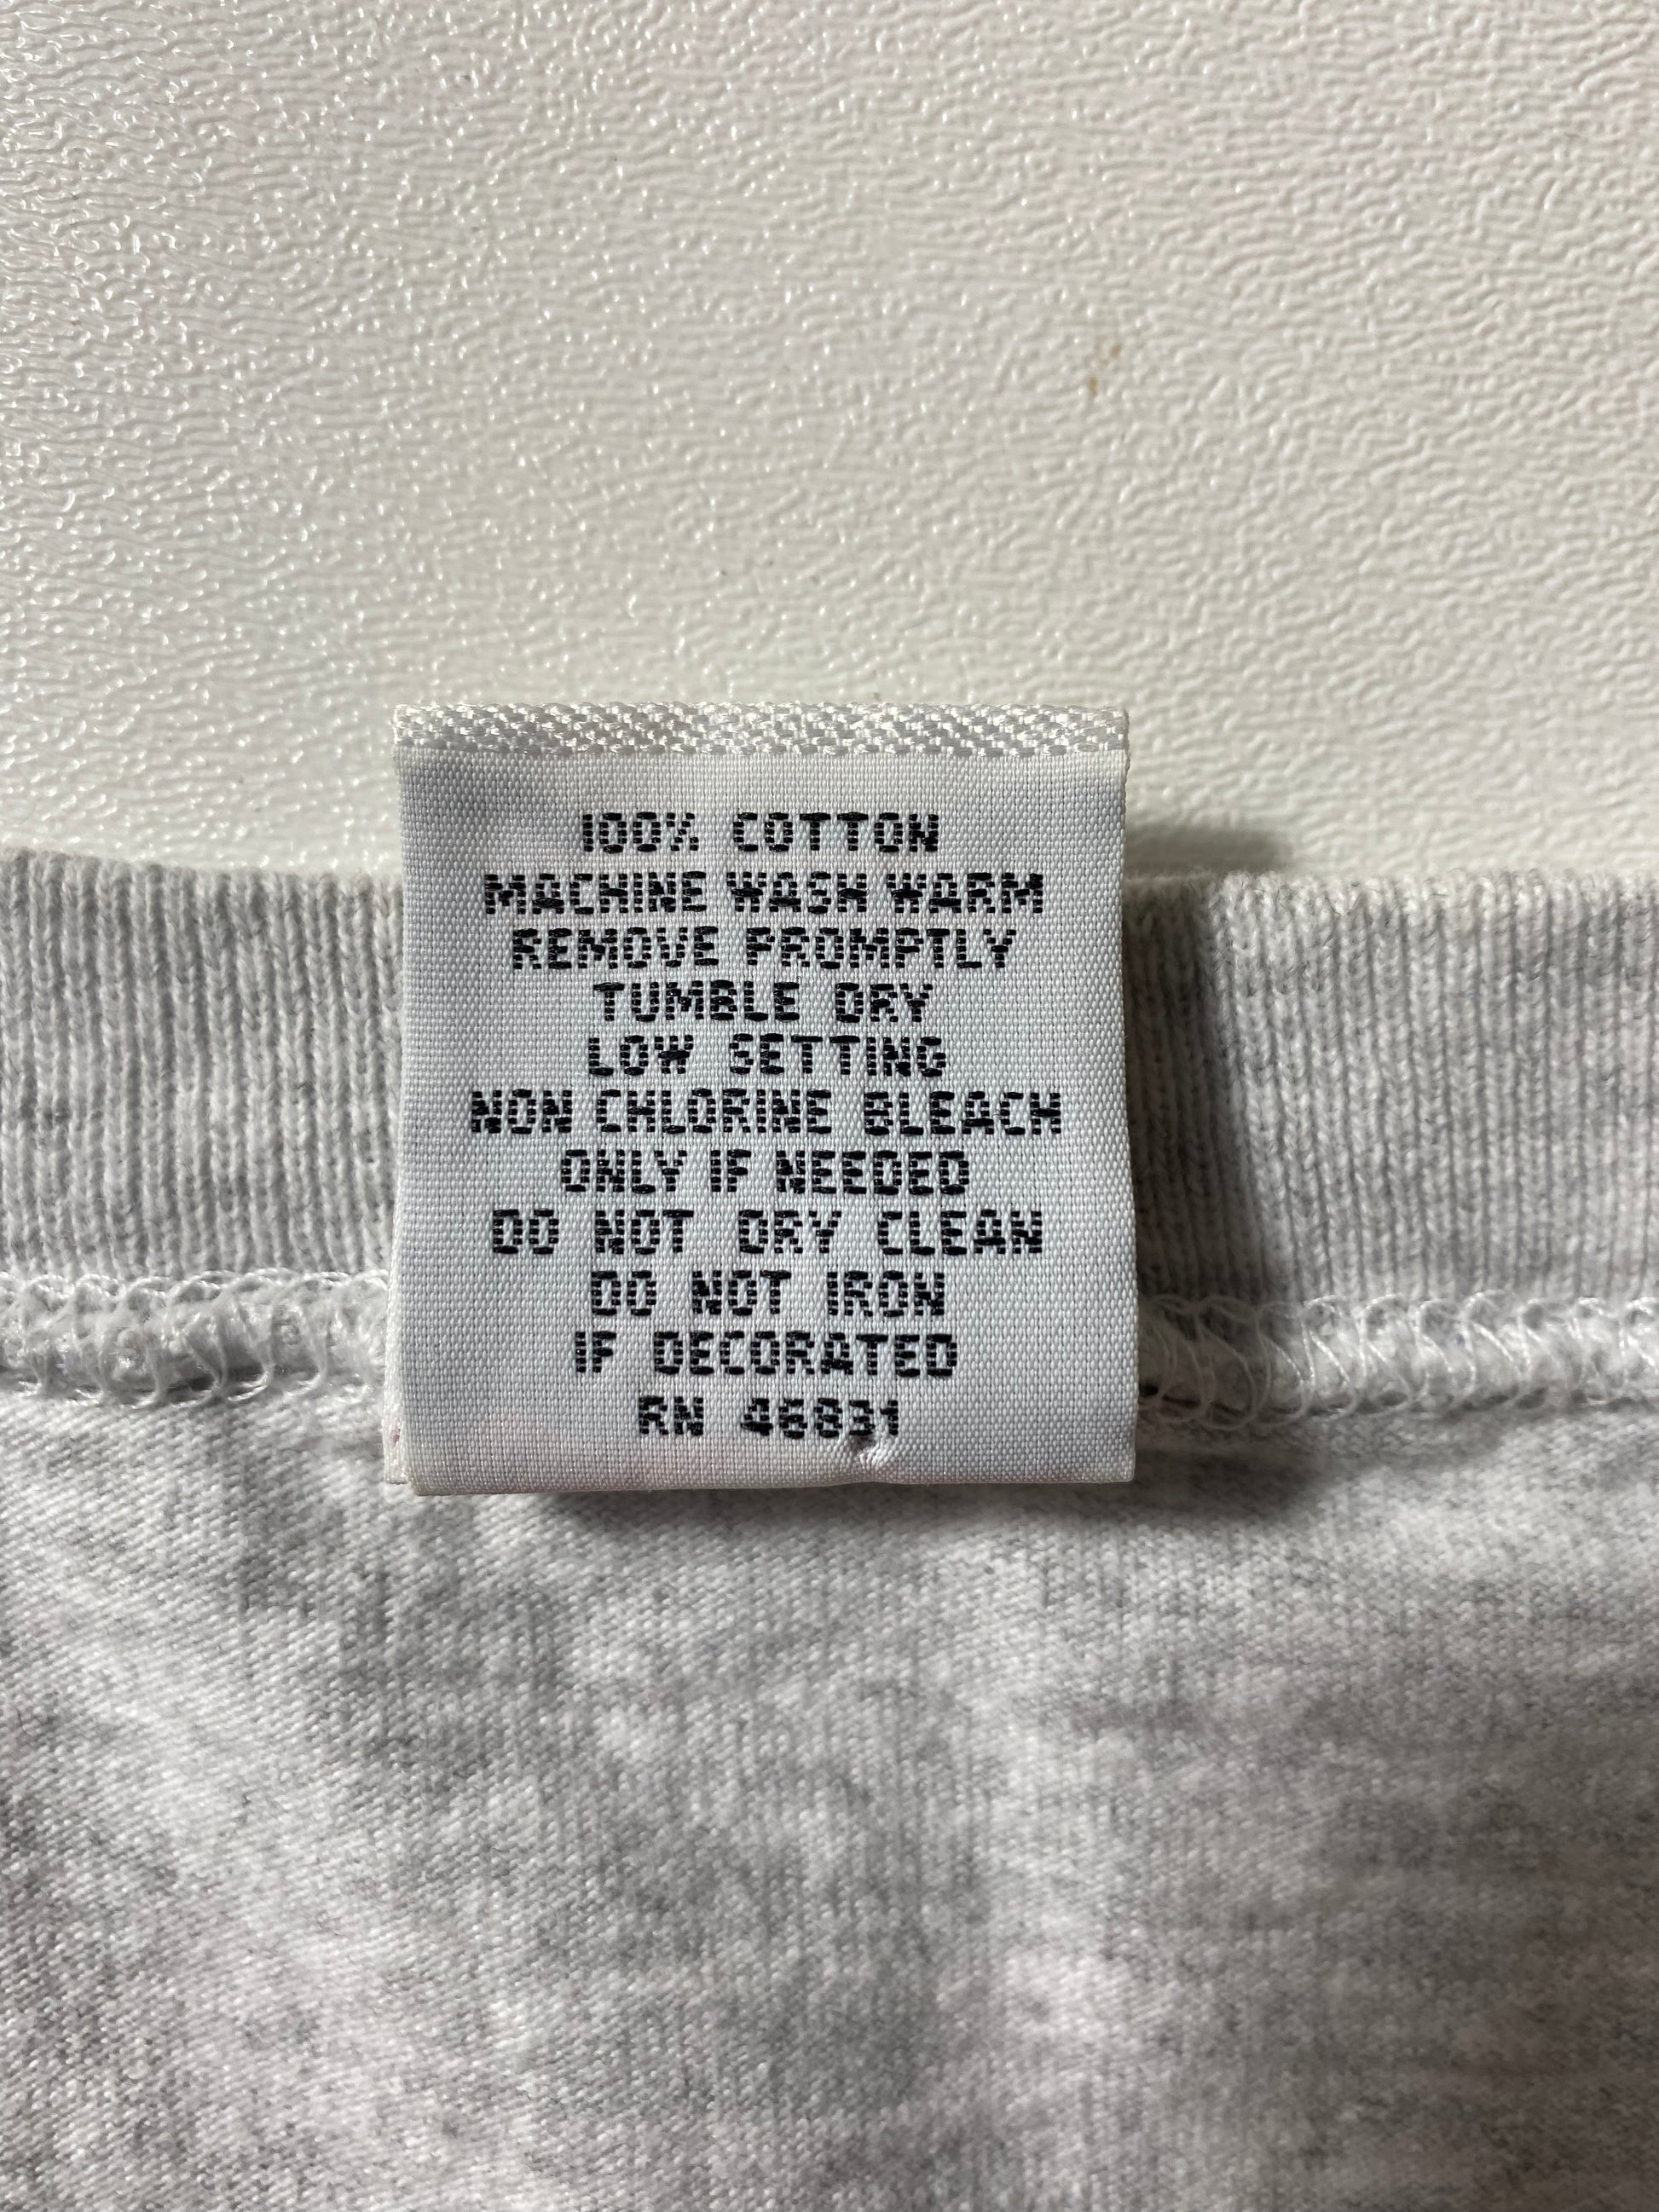 100% COTTON
MACHINE WASH WARM
REMOVE PROMPTLY
TUMBLE DRY
LOW SETTING
NON CHLORINE BLEACH
ONLY IF NEEDED
DO NOT DRY CLEAN
DO NOT IRON
IF DECORATED
RN 46831